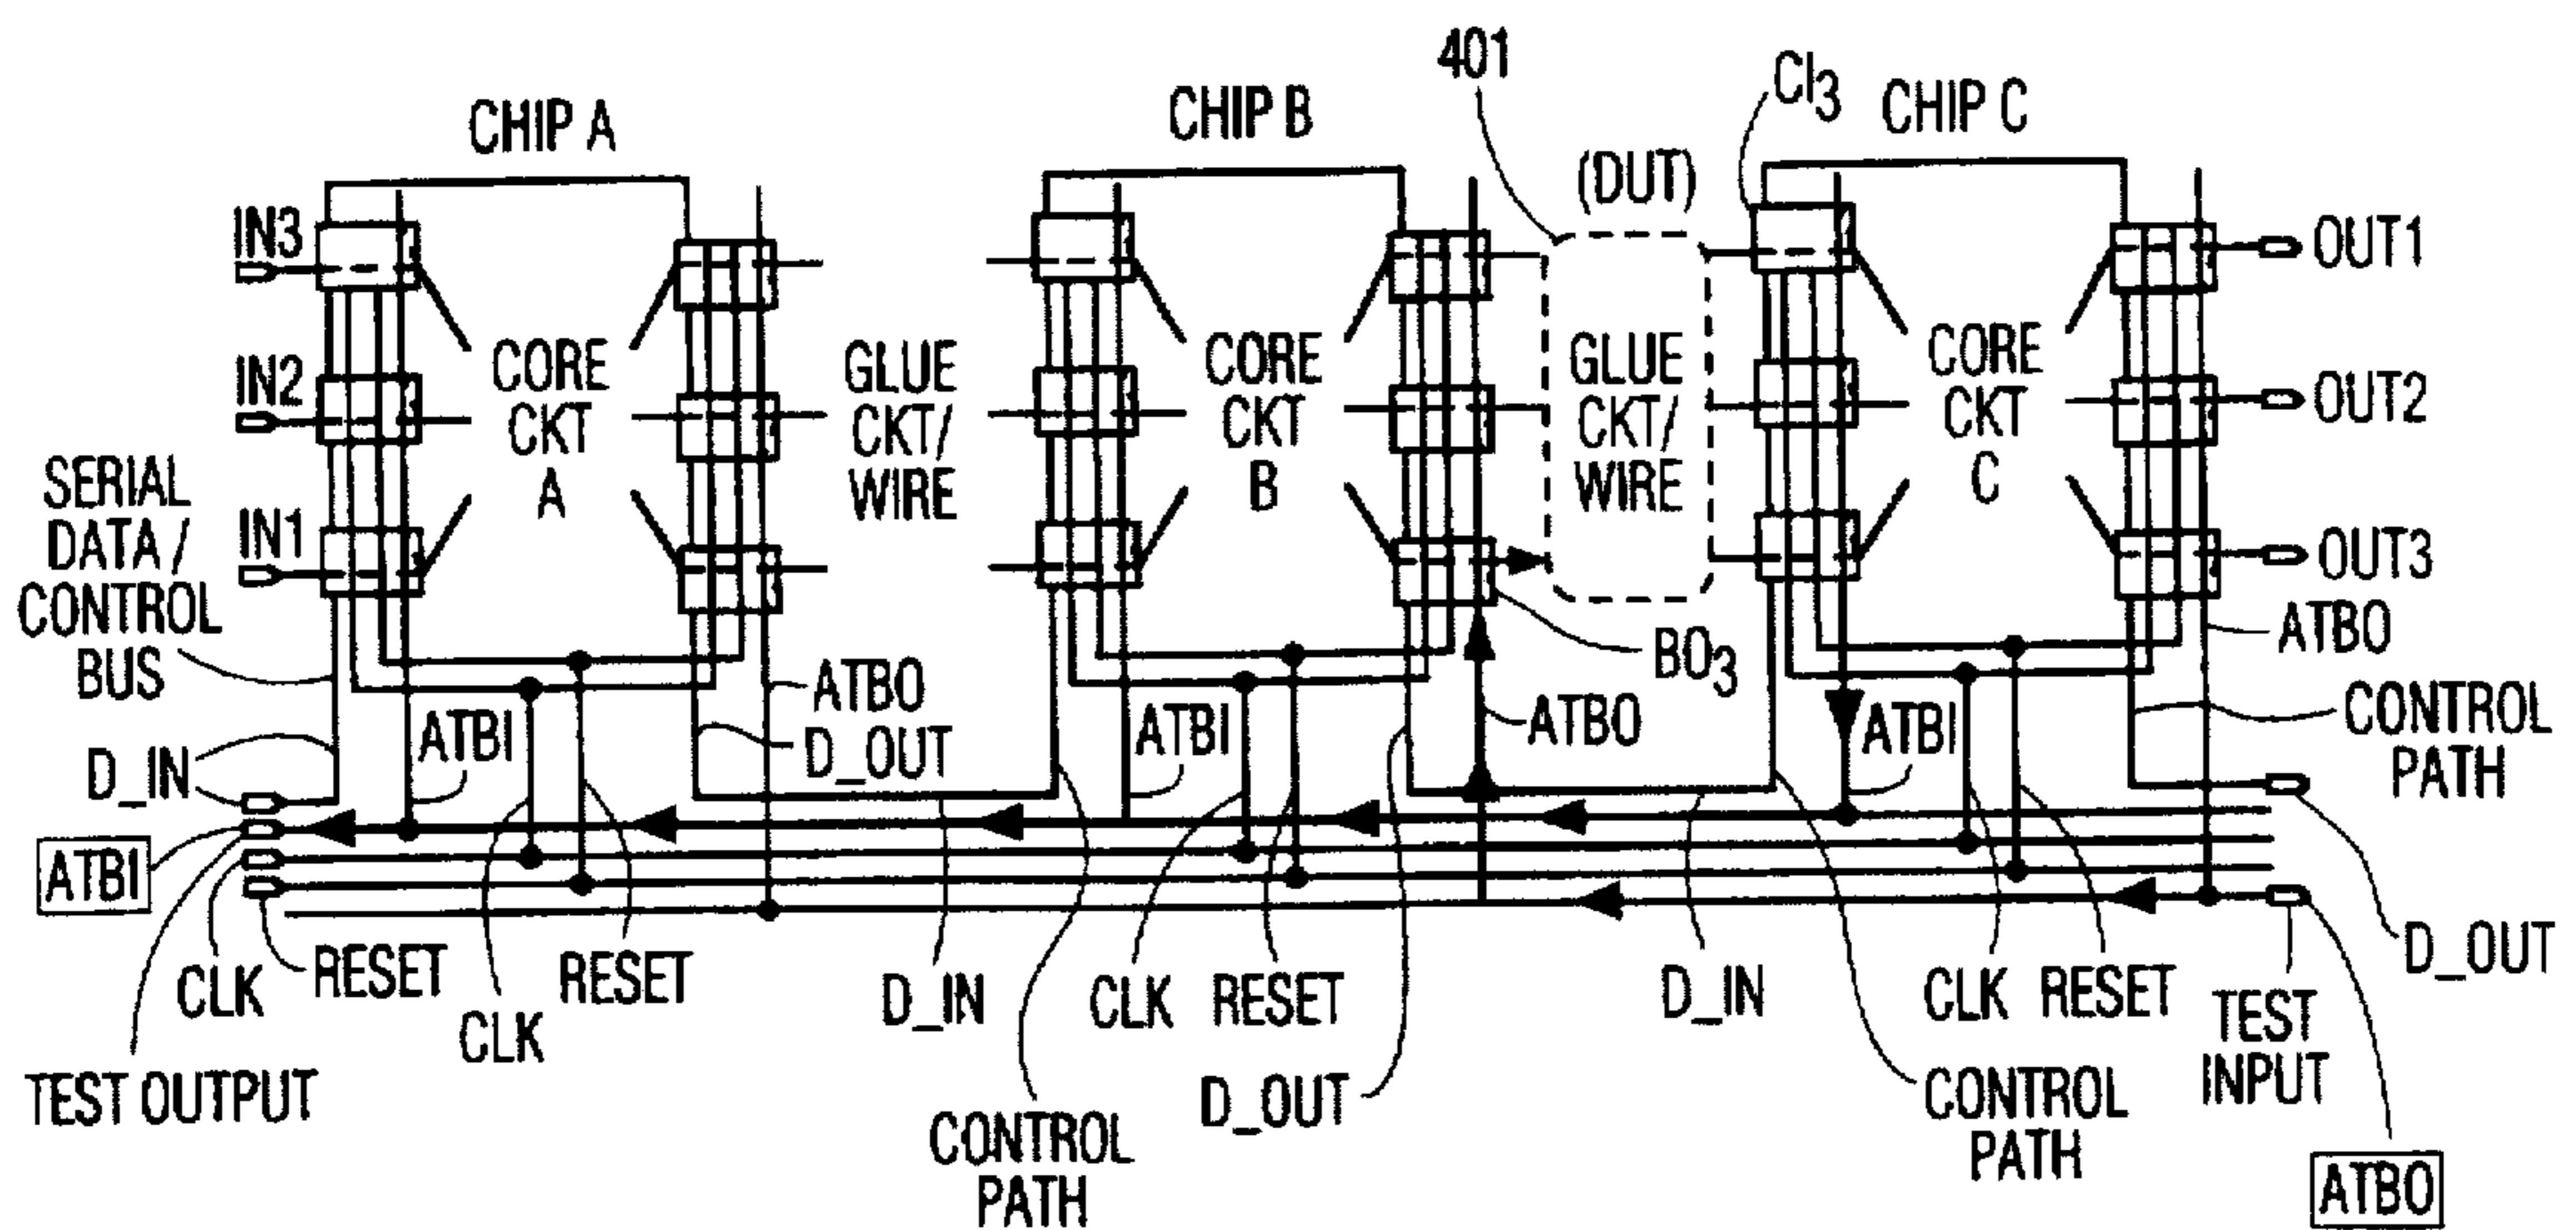 401
CI3
CHIP A
CHIP B
CHIP C
(DUT)
IN3
OUT1
CORE
CKT
A
GLUE
CKT/
WIRE
CORE
CKT
B
GLUE
CKT/
WIRE
CORE
CKT
C
IN2
OUT2
SERIAL
DATA /
CONTROL
BUS
IN1
OUT3
BO3
ATBO
ATBO
ATBI
D_OUT
ATBI
ATBO
ATBI
CONTROL
PATH
D_IN
ATBI
CLK
RESET
CLK
RESET
D_IN
CLK
RESET
D_IN
CLK
RESET
D_OUT
TEST
INPUT
TEST OUTPUT
CONTROL
PATH
D_OUT
CONTROL
PATH
ATBO